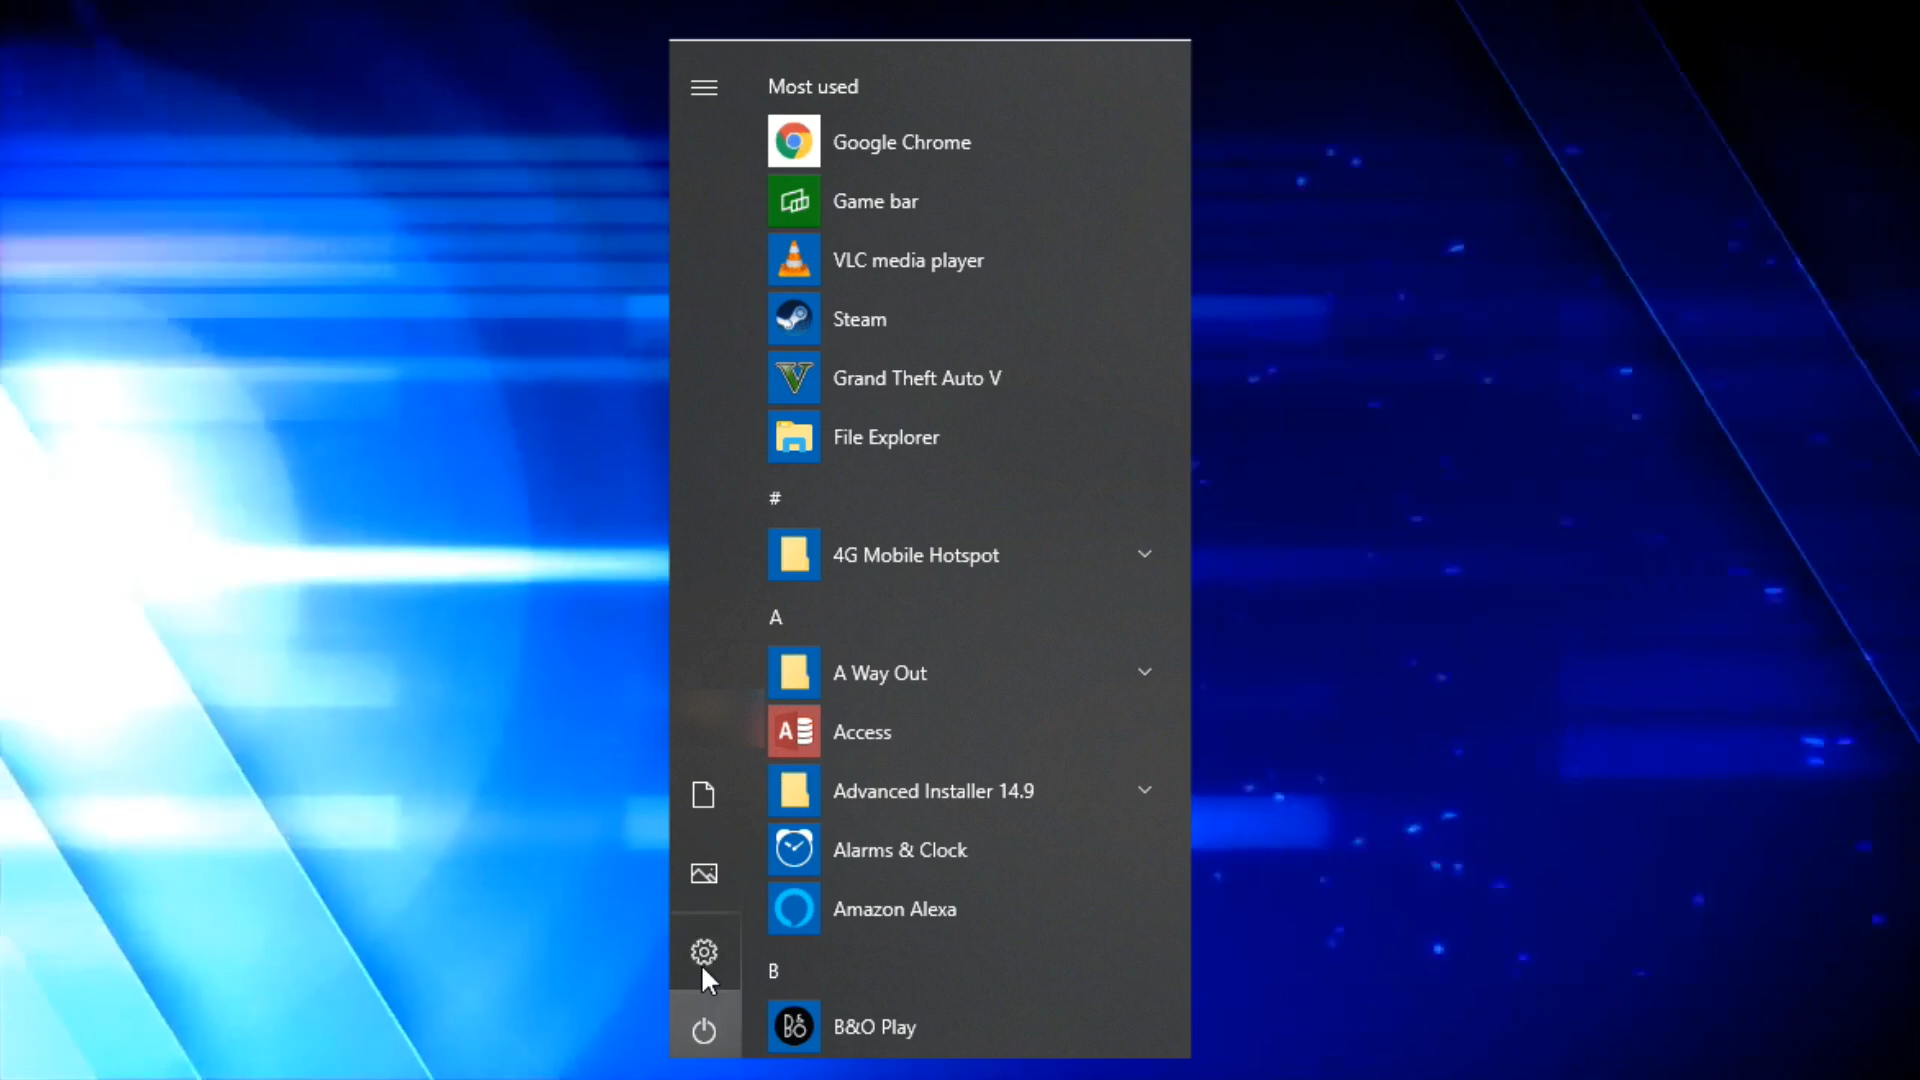 Most used
Google Chrome
Game bar
VLC media player
Steam
V
Grand Theft Auto V
File Explorer
#
4G Mobile Hotspot
A
A Way Out
A
Access
Advanced Installer 14.9
Alarms & Clock
Amazon Alexa
B
B&O
B&O Play